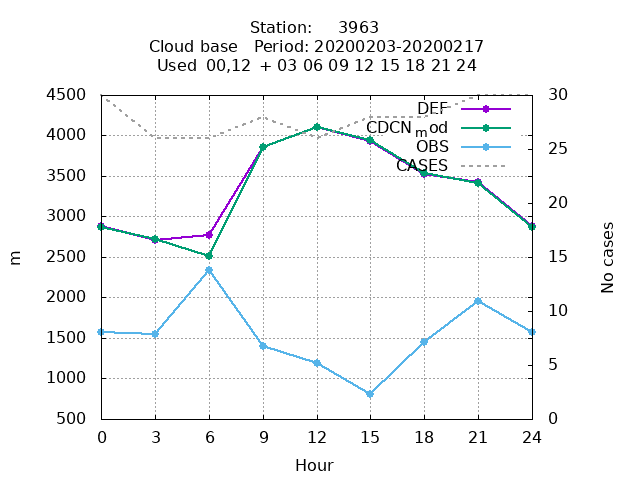 Station: 3963
Cloud base Period: 20200203-20200217
Used 00,12 + 03 06 09 12 15 18 21 24
4500 30
DEF
4000 CDCNmod
25
OBS
3500 CASES
3000 20
2500 15
m No cases
2000
10
1500
5
1000
500 0
0 3 6 9 12 15 18 21 24
Hour